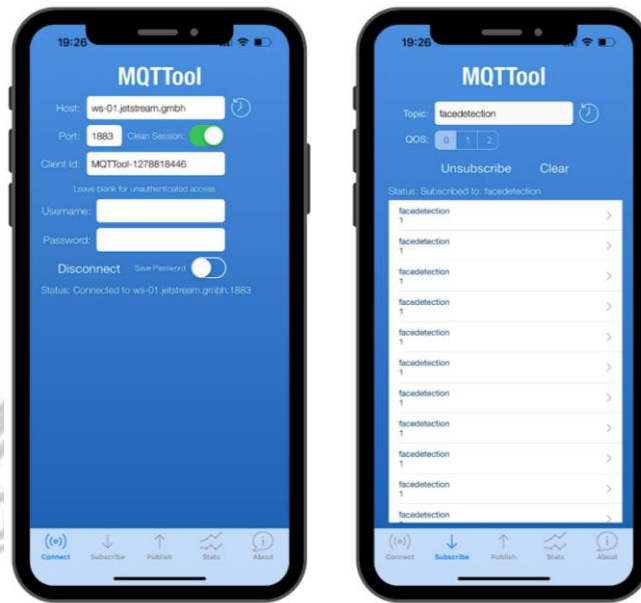 19:26
MQTTool
Host: ws-01.jetstream.gmbh
Port: 1883 Clean Session:
Client Id: MQTTool-1278818446
Leave blank for unauthenticated access
Username:
Password:
Disconnect Save Password
Status: Connected to ws-01.jetstream.gmbh:1883
Connect Subscribe Publish Stats About
19:26
MQTTool
Topic: facedetection
QOS: 0 1 2
Unsubscribe Clear
Status: Subscribed to: facedetection
facedetection
1
facedetection
1
facedetection
1
facedetection
1
facedetection
1
facedetection
1
facedetection
1
facedetection
1
facedetection
1
facedetection
1
facedetection
1
Connect Subscribe Publish Stats About